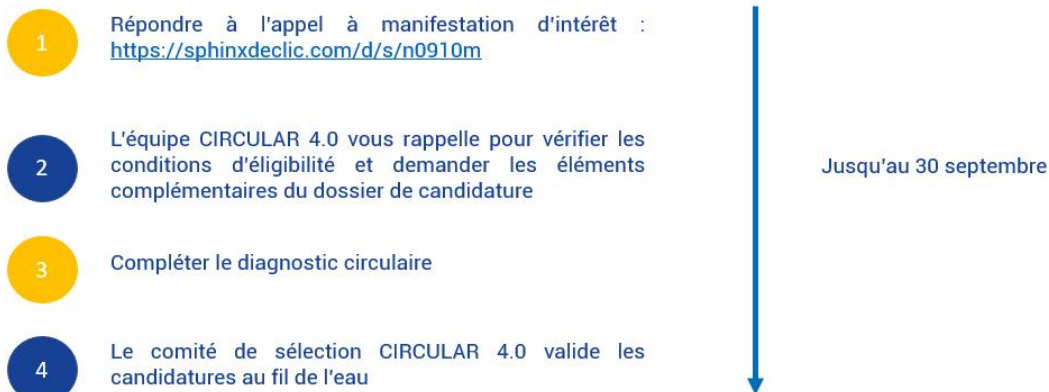 1
Répondre à l'appel à manifestation d'intérêt :
https://sphinxdeclic.com/d/s/n0910m
2
L'équipe CIRCULAR 4.0 vous rappelle pour vérifier les
conditions d'éligibilité et demander les éléments
complémentaires du dossier de candidature
Jusqu'au 30 septembre
3
Compléter le diagnostic circulaire
4
Le comité de sélection CIRCULAR 4.0 valide les
candidatures au fil de l'eau